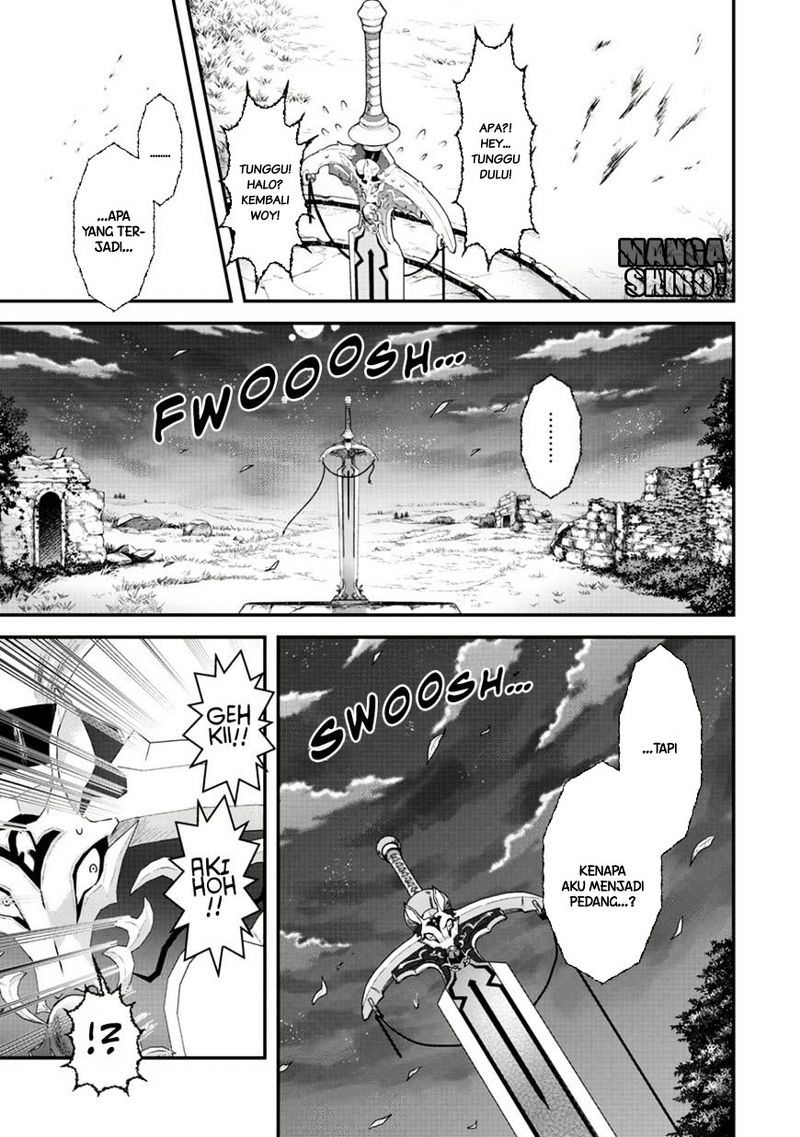 APA?!
HEY...
TUNGGU
DULU!
TUNGGU!
HALO?
KEMBALI
WOY!
.........
...APA
YANG TER-
JADI...
MANGA
SHIRO
FWOOOSH...
.........
SWOOSH...
...TAPI
KENAPA
AKU MENJADI
PEDANG...?
GEH
KII!!
AKI
HOH
!!
!?